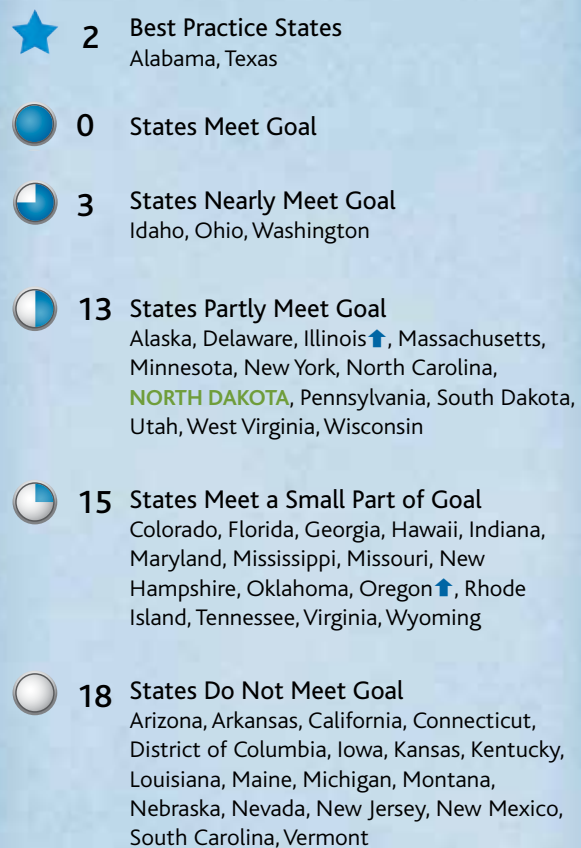 2 Best Practice States
Alabama, Texas
0 States Meet Goal
3 States Nearly Meet Goal
Idaho, Ohio, Washington
13 States Partly Meet Goal
Alaska, Delaware, Illinois⬆, Massachusetts,
Minnesota, New York, North Carolina,
NORTH DAKOTA, Pennsylvania, South Dakota,
Utah, West Virginia, Wisconsin
15 States Meet a Small Part of Goal
Colorado, Florida, Georgia, Hawaii, Indiana,
Maryland, Mississippi, Missouri, New
Hampshire, Oklahoma, Oregon⬆, Rhode
Island, Tennessee, Virginia, Wyoming
18 States Do Not Meet Goal
Arizona, Arkansas, California, Connecticut,
District of Columbia, Iowa, Kansas, Kentucky,
Louisiana, Maine, Michigan, Montana,
Nebraska, Nevada, New Jersey, New Mexico,
South Carolina, Vermont